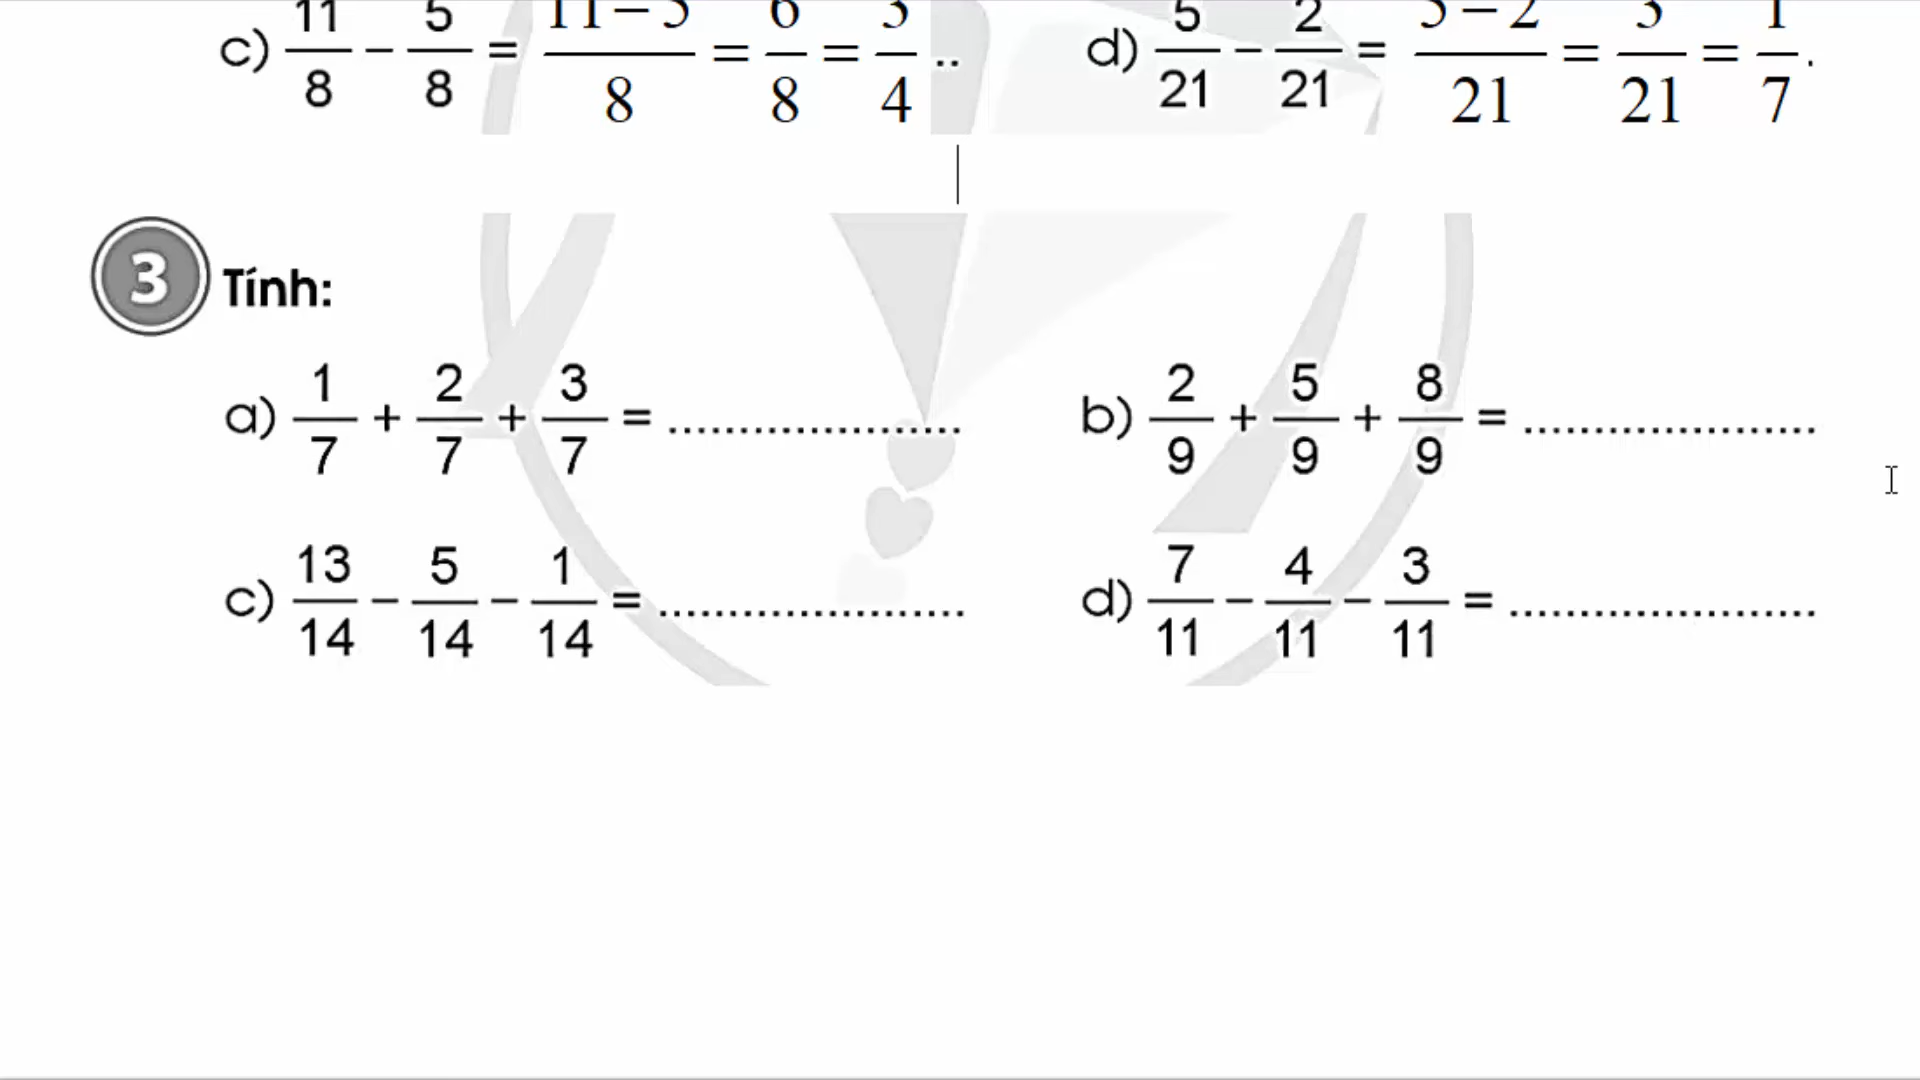 c) 11/8 − 5/8 = (11−5)/8 = 6/8 = 3/4 ..
d) 5/21 − 2/21 = (5−2)/21 = 3/21 = 1/7 .
3 Tính:
a) 1/7 + 2/7 + 3/7 = .....................
b) 2/9 + 5/9 + 8/9 = .....................
c) 13/14 − 5/14 − 1/14 = ......................
d) 7/11 − 4/11 − 3/11 = ......................